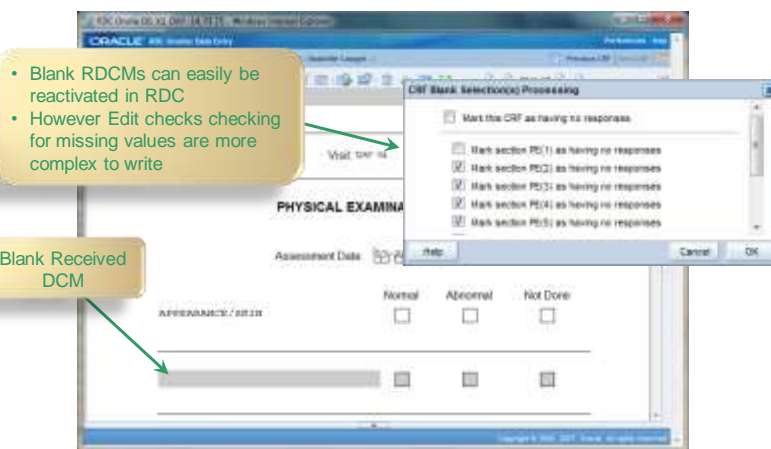 ORACLE
• Blank RDCMs can easily be
reactivated in RDC
• However Edit checks checking
for missing values are more
complex to write
CRF Blank Selection(s) Processing
Mark this CRF as having no responses
Mark section PE(1) as having no responses
Mark section PE(2) as having no responses
Mark section PE(3) as having no responses
Mark section PE(4) as having no responses
Mark section PE(5) as having no responses
Help
Cancel
OK
Visit
PHYSICAL EXAMINA
Assessment Date
Blank Received
DCM
Normal
Abnormal
Not Done
APPEARANCE / SKIN